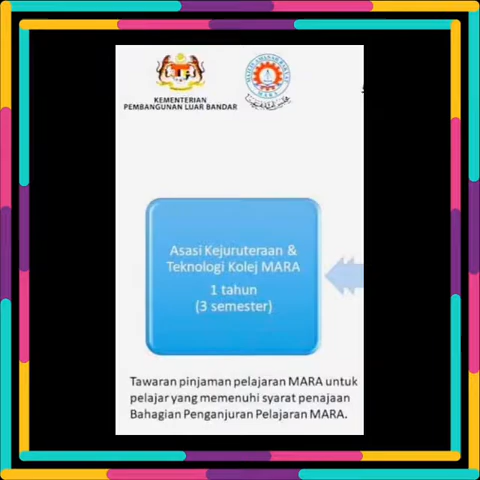 KEMENTERIAN
PEMBANGUNAN LUAR BANDAR
MARA
Asasi Kejuruteraan &
Teknologi Kolej MARA
1 tahun
(3 semester)
Tawaran pinjaman pelajaran MARA untuk
pelajar yang memenuhi syarat penajaan
Bahagian Penganjuran Pelajaran MARA.